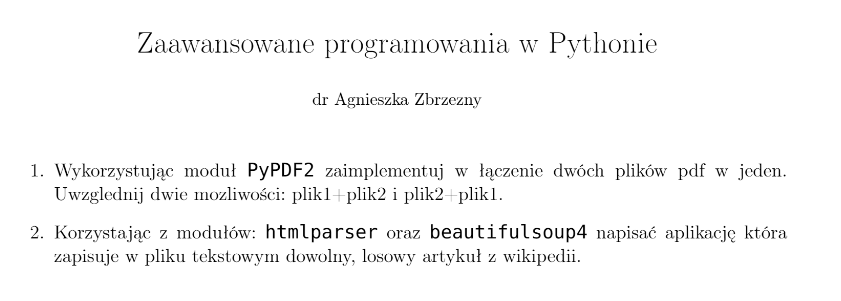 Zaawansowane programowania w Pythonie
dr Agnieszka Zbrzezny
1. Wykorzystując moduł PyPDF2 zaimplementuj w łączenie dwóch plików pdf w jeden.
Uwzglednij dwie mozliwości: plik1+plik2 i plik2+plik1.
2. Korzystając z modułów: htmlparser oraz beautifulsoup4 napisać aplikację która
zapisuje w pliku tekstowym dowolny, losowy artykuł z wikipedii.